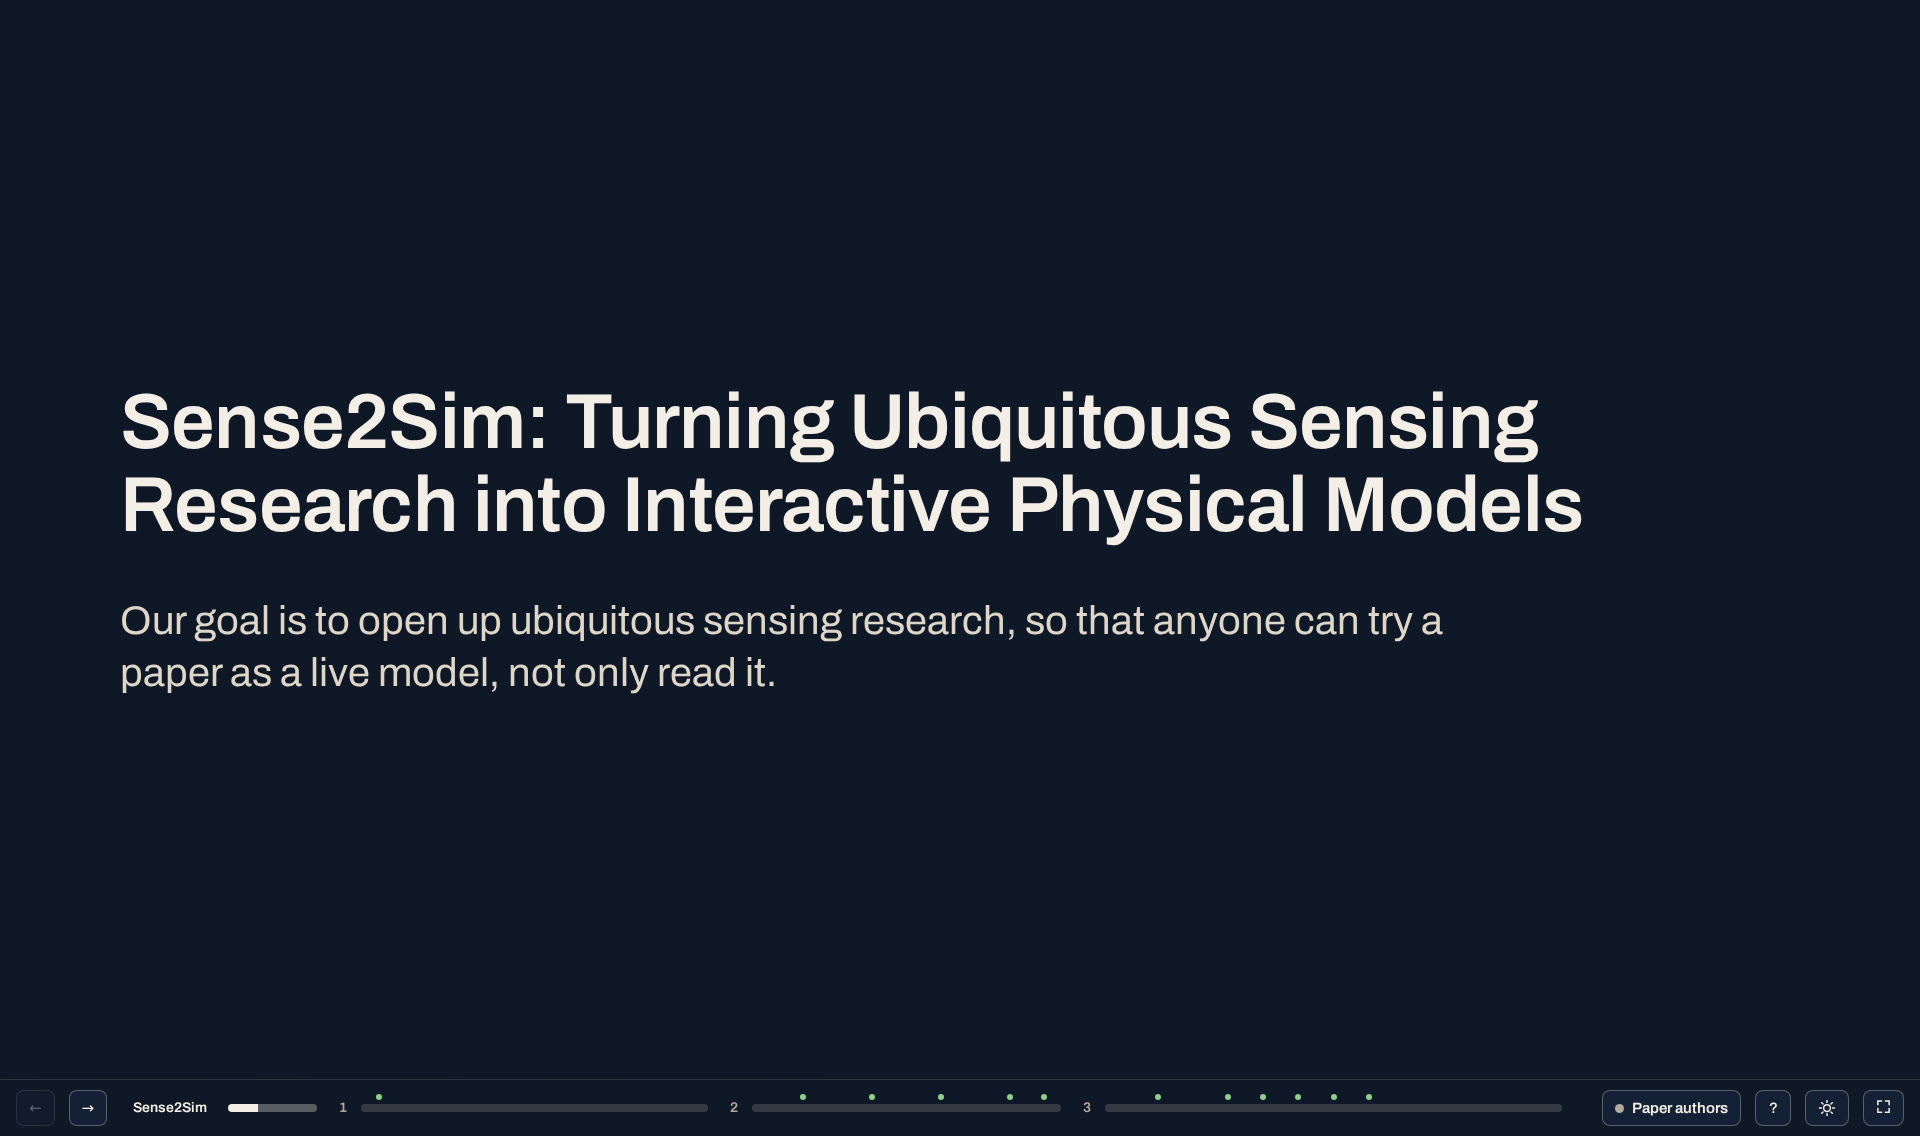 Sense2Sim: Turning Ubiquitous Sensing
Research into Interactive Physical Models
Our goal is to open up ubiquitous sensing research, so that anyone can try a
paper as a live model, not only read it.
← → Sense2Sim 1 2 3 Paper authors ?